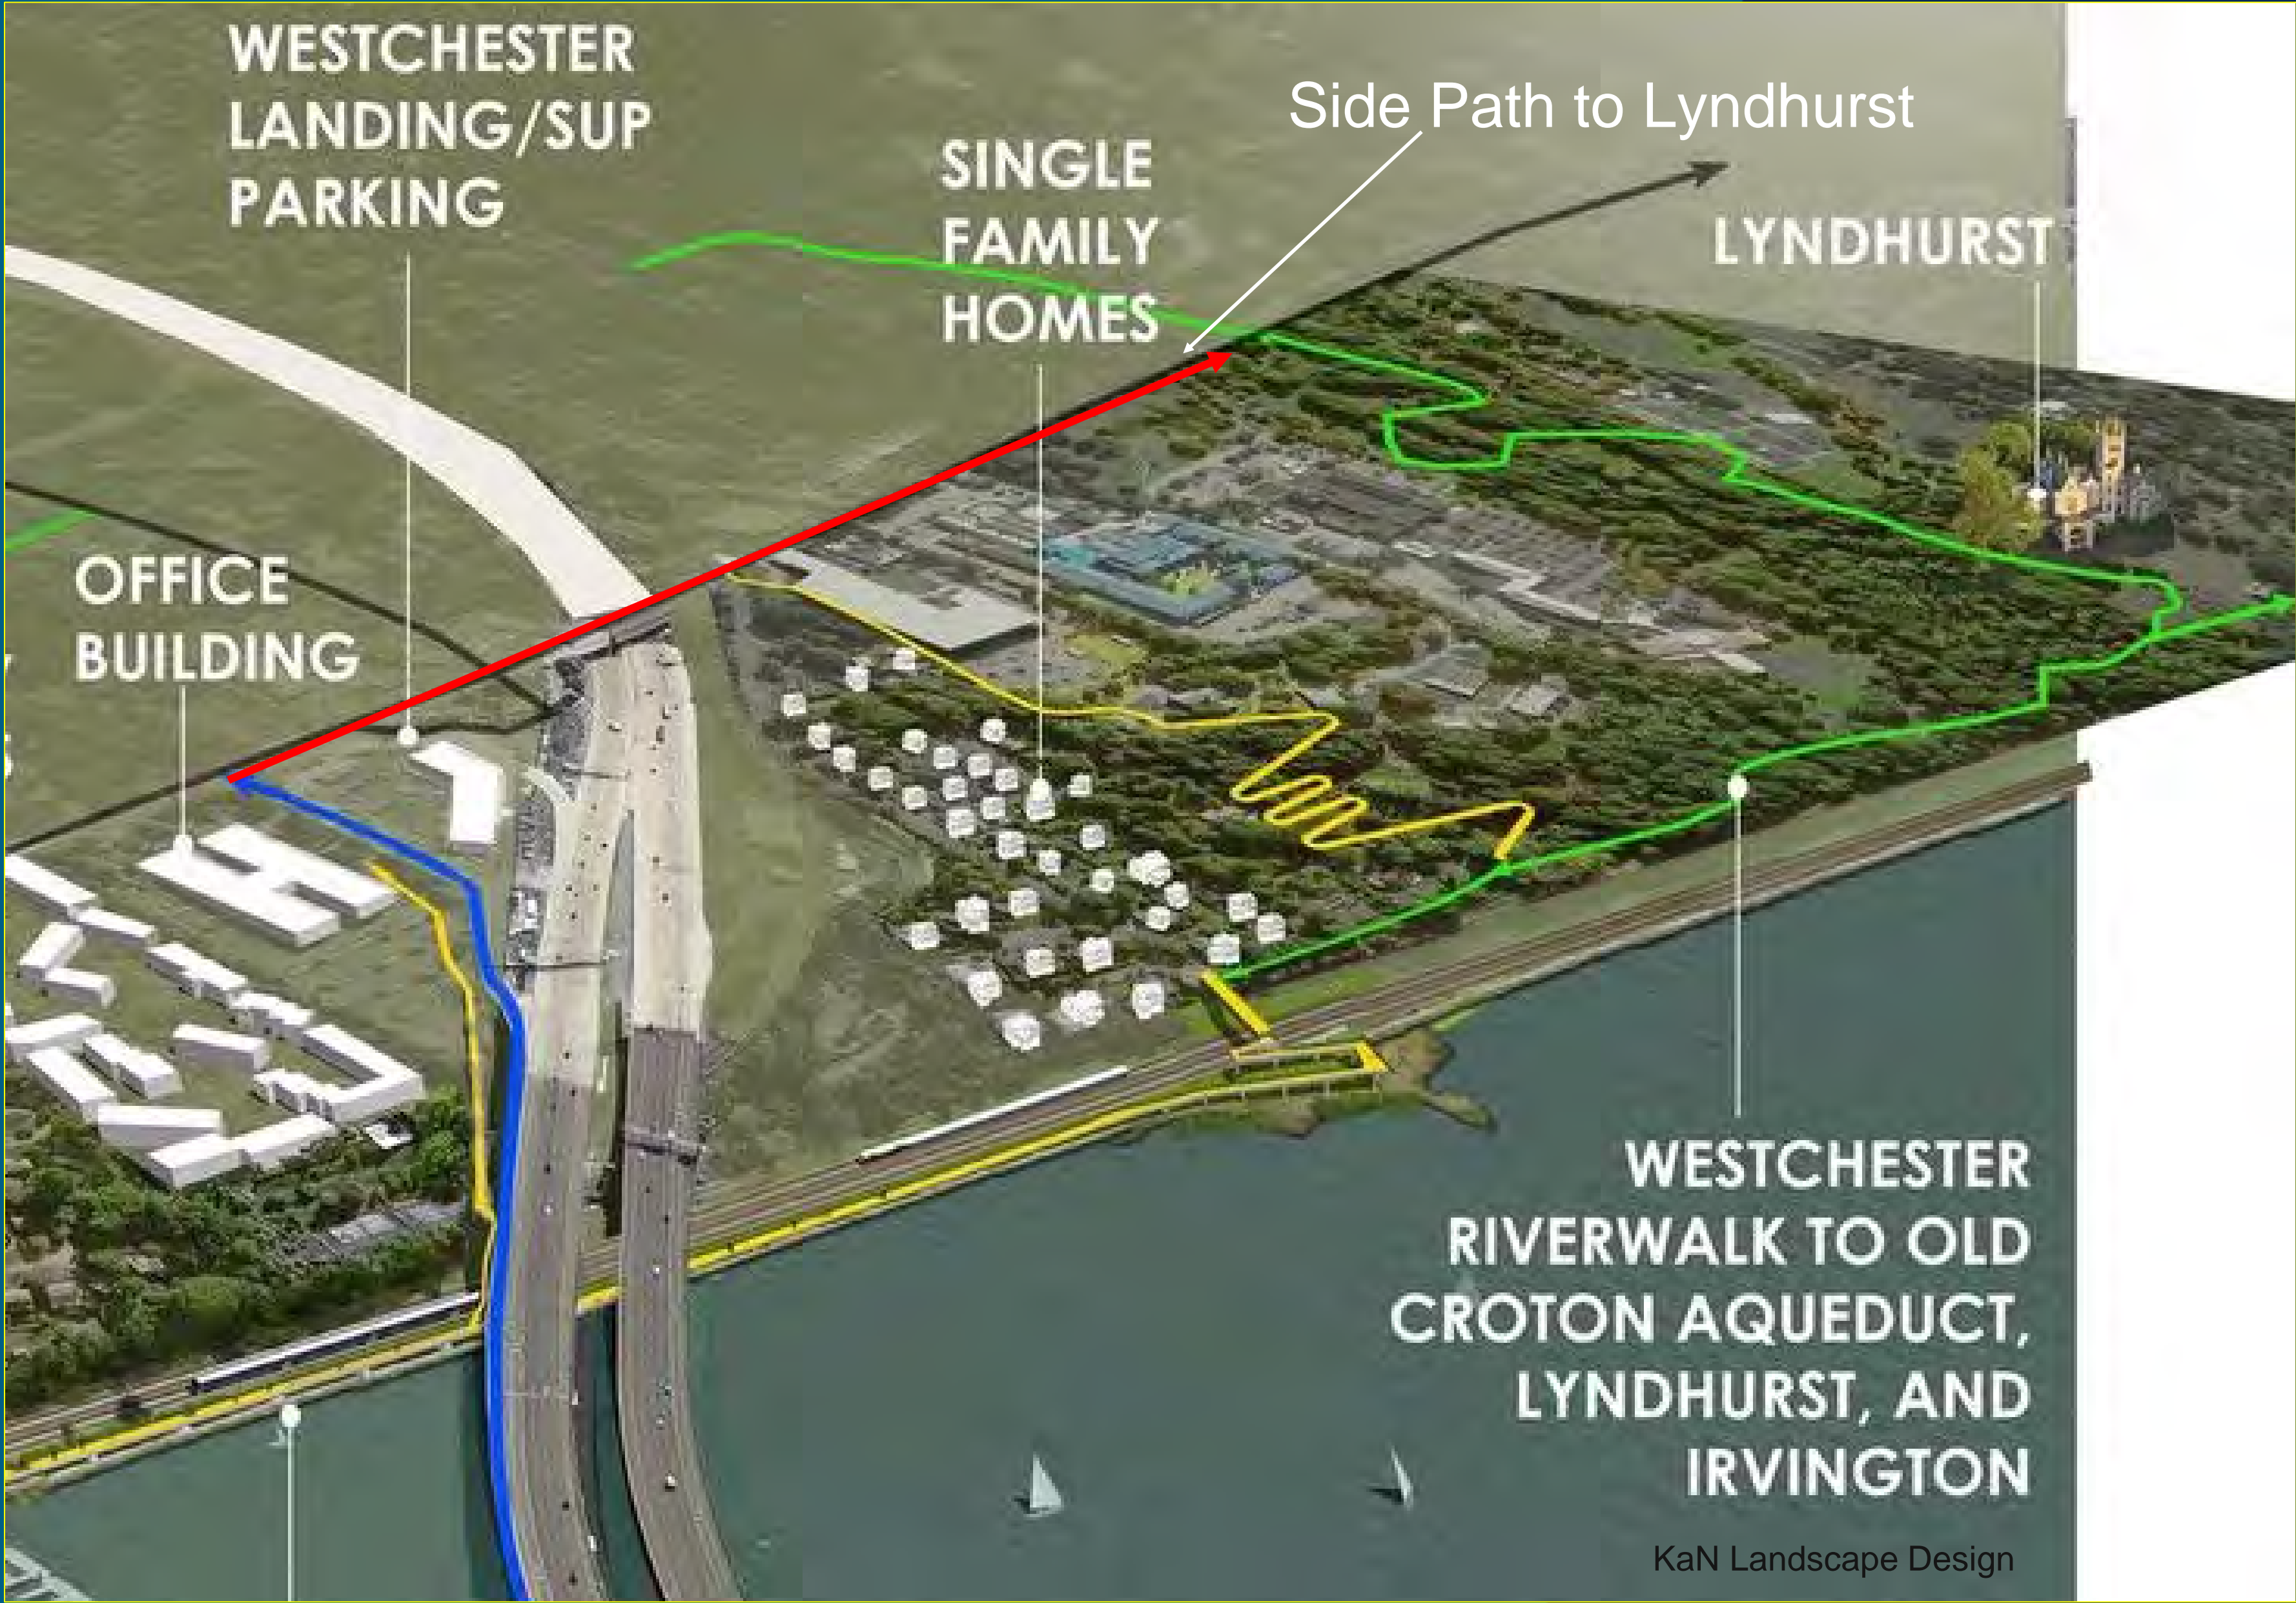 WESTCHESTER
LANDING/SUP
PARKING
Side Path to Lyndhurst
SINGLE
FAMILY
HOMES
LYNDHURST
OFFICE
BUILDING
WESTCHESTER
RIVERWALK TO OLD
CROTON AQUEDUCT,
LYNDHURST, AND
IRVINGTON
KaN Landscape Design